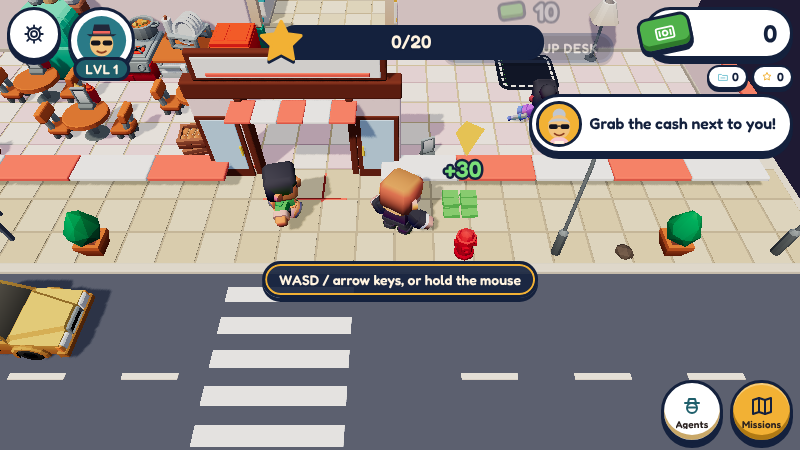 10
0/20
0
UP DESK
LVL 1
0
0
Grab the cash next to you!
+30
WASD / arrow keys, or hold the mouse
Agents
Missions